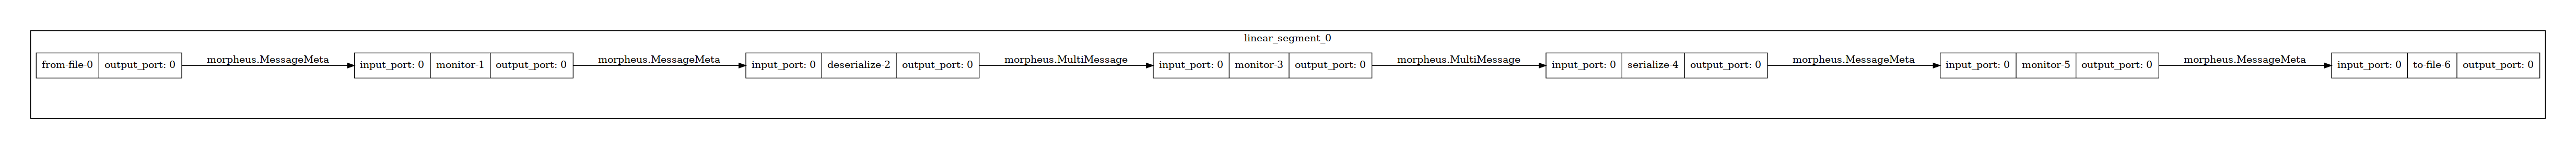 linear_segment_0
from-file-0 output_port: 0 morpheus.MessageMeta input_port: 0 monitor-1 output_port: 0 morpheus.MessageMeta input_port: 0 deserialize-2 output_port: 0 morpheus.MultiMessage input_port: 0 monitor-3 output_port: 0 morpheus.MultiMessage input_port: 0 serialize-4 output_port: 0 morpheus.MessageMeta input_port: 0 monitor-5 output_port: 0 morpheus.MessageMeta input_port: 0 to-file-6 output_port: 0